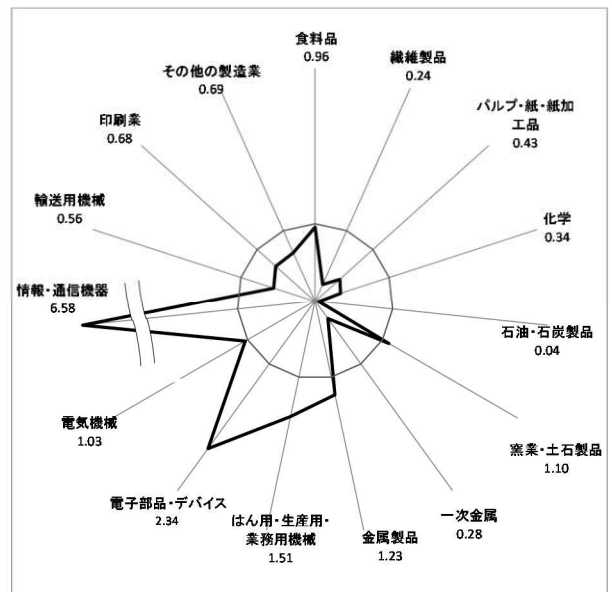 食料品
0.96
繊維製品
0.24
パルプ・紙・紙加
工品
0.43
化学
0.34
石油・石炭製品
0.04
窯業・土石製品
1.10
一次金属
0.28
金属製品
1.23
はん用・生産用・
業務用機械
1.51
電子部品・デバイス
2.34
電気機械
1.03
情報・通信機器
6.58
輸送用機械
0.56
印刷業
0.68
その他の製造業
0.69